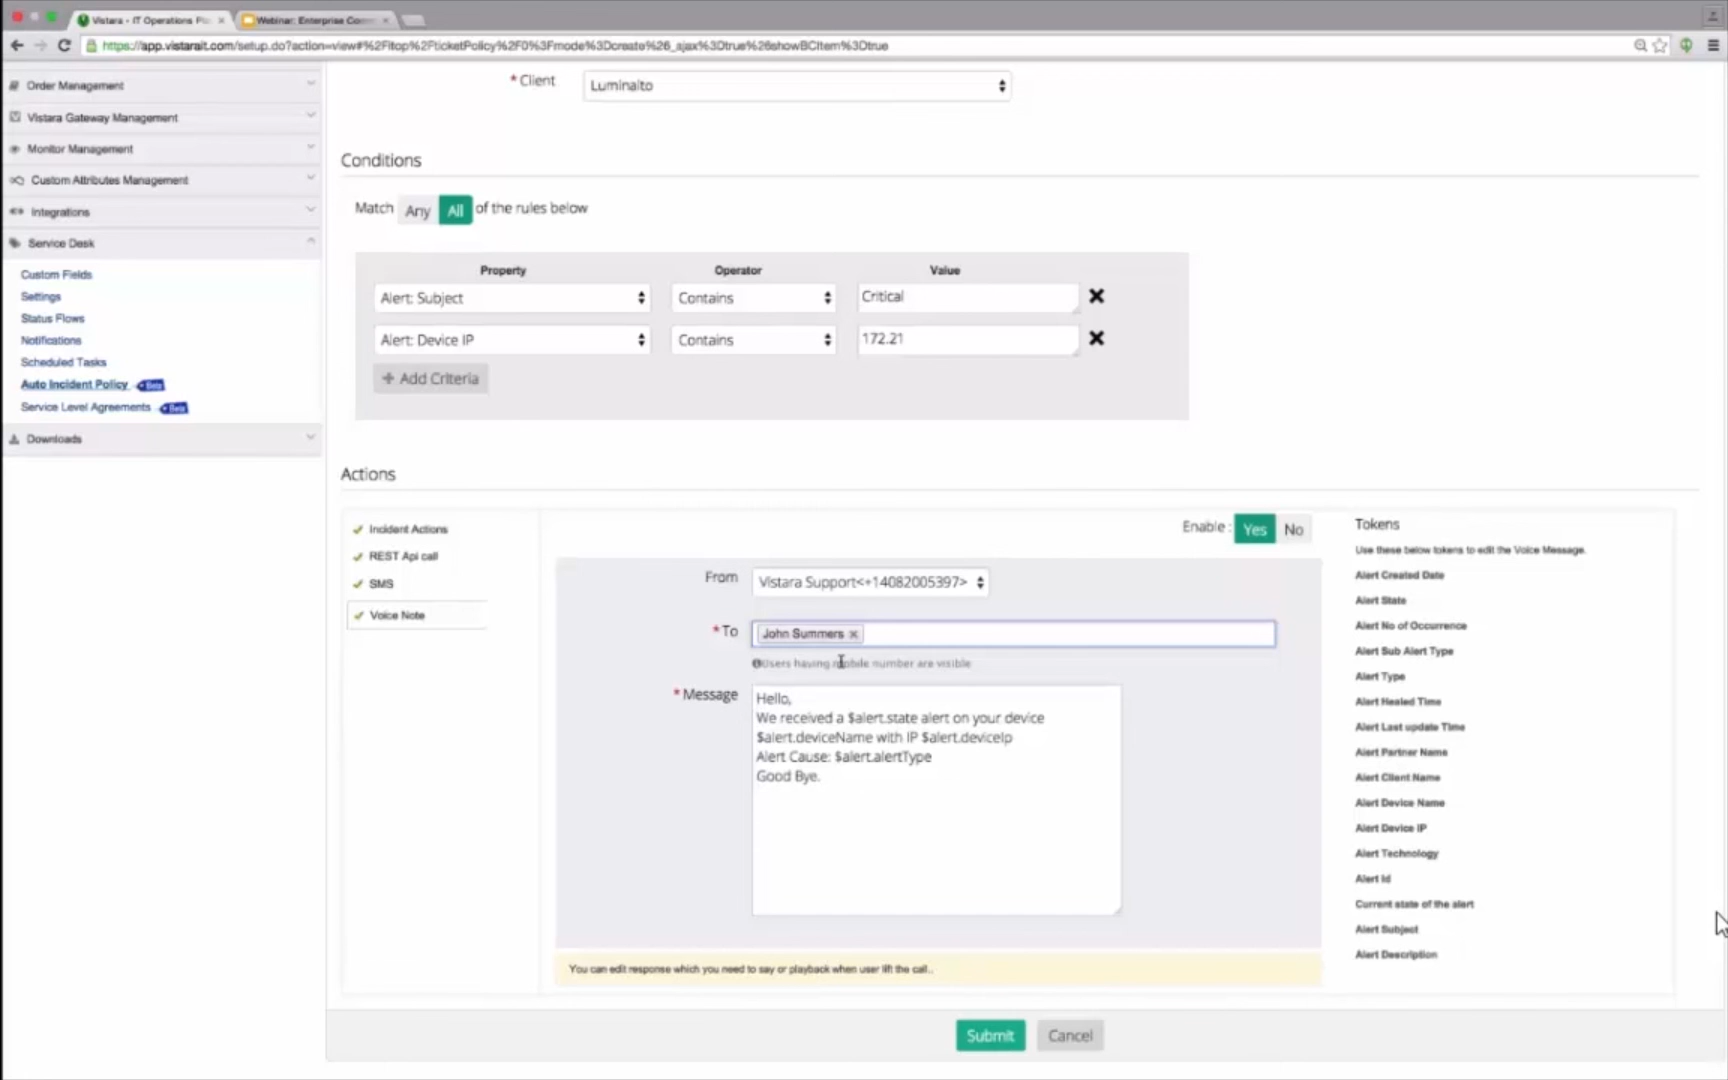 Vistara - IT Operations Pla
Webinar: Enterprise Com
https://app.vistarait.com/setup.do?action=view#%2Fitop%2FticketPolicy%2F0%3Fmode%3Dcreate%26_ajax%3Dtrue%26showBCItem%3Dtrue
Order Management
Vistara Gateway Management
Monitor Management
Custom Attributes Management
Integrations
Service Desk
Custom Fields
Settings
Status Flows
Notifications
Scheduled Tasks
Auto Incident Policy Beta
Service Level Agreements Beta
Downloads
* Client Luminalto
Conditions
Match Any All of the rules below
Property Operator Value
Alert: Subject Contains Critical
Alert: Device IP Contains 172.21
+ Add Criteria
Actions
Incident Actions
REST Api call
SMS
Voice Note
Enable : Yes No
From Vistara Support<+14082005397>
* To John Summers ×
Users having mobile number are visible
* Message
Hello,
We received a $alert.state alert on your device
$alert.deviceName with IP $alert.deviceIp
Alert Cause: $alert.alertType
Good Bye.
You can edit response which you need to say or playback when user lift the call..
Tokens
Use these below tokens to edit the Voice Message.
Alert Created Date
Alert State
Alert No of Occurrence
Alert Sub Alert Type
Alert Type
Alert Healed Time
Alert Last update Time
Alert Partner Name
Alert Client Name
Alert Device Name
Alert Device IP
Alert Technology
Alert Id
Current state of the alert
Alert Subject
Alert Description
Submit Cancel